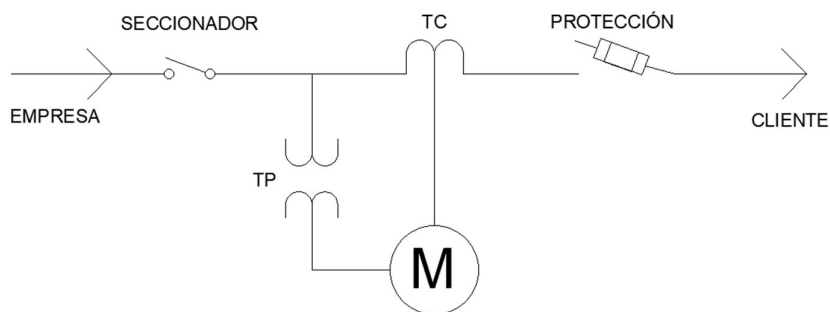 SECCIONADOR
TC
PROTECCIÓN
EMPRESA
CLIENTE
TP
M